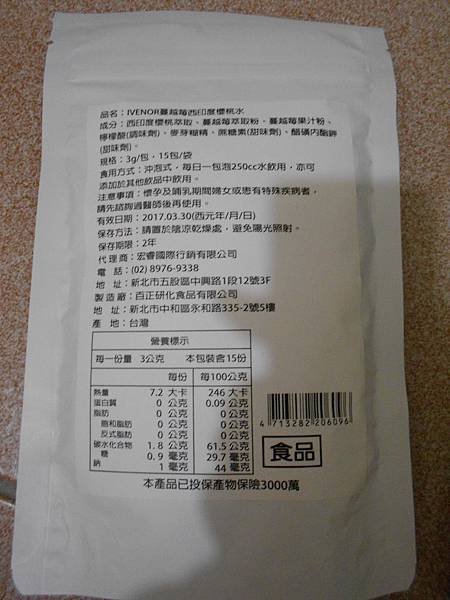 品名：IVENOR蔓越莓西印度櫻桃水
成分：西印度櫻桃萃取、蔓越莓萃取粉、蔓越莓果汁粉、
檸檬酸(調味劑)、麥芽糊精、蔗糖素(甜味劑)、醋磺內酯鉀
(甜味劑)。
規格：3g/包，15包/袋
食用方式：沖泡式，每日一包泡250cc水飲用，亦可
添加於其他飲品中飲用。
注意事項：懷孕及哺乳期間婦女或患有特殊疾病者，
請先諮詢過醫師後再使用。
有效日期：2017.03.30(西元年/月/日)
保存方法：請置於陰涼乾燥處，避免陽光照射。
保存期限：2年
代理商：宏睿國際行銷有限公司
電 話：(02) 8976-9338
地 址：新北市五股區中興路1段12號3F
製造廠：百正研化食品有限公司
地 址：新北市中和區永和路335-2號5樓
產 地：台灣
營養標示
每一份量 3公克 本包裝含15份
每份 每100公克
熱量 7.2 大卡 246 大卡
蛋白質 0 公克 0.09 公克
脂肪 0 公克 0 公克
飽和脂肪 0 公克 0 公克
反式脂肪 0 公克 0 公克
碳水化合物 1.8 公克 61.5 公克
糖 0.9 毫克 29.7 毫克
鈉 1 毫克 44 毫克
4 713282 206096
食品
本產品已投保產物保險3000萬